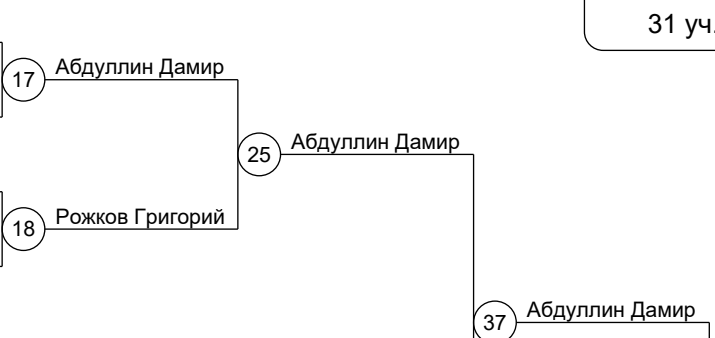 31 уч.
17 Абдуллин Дамир
25 Абдуллин Дамир
18 Рожков Григорий
37 Абдуллин Дамир